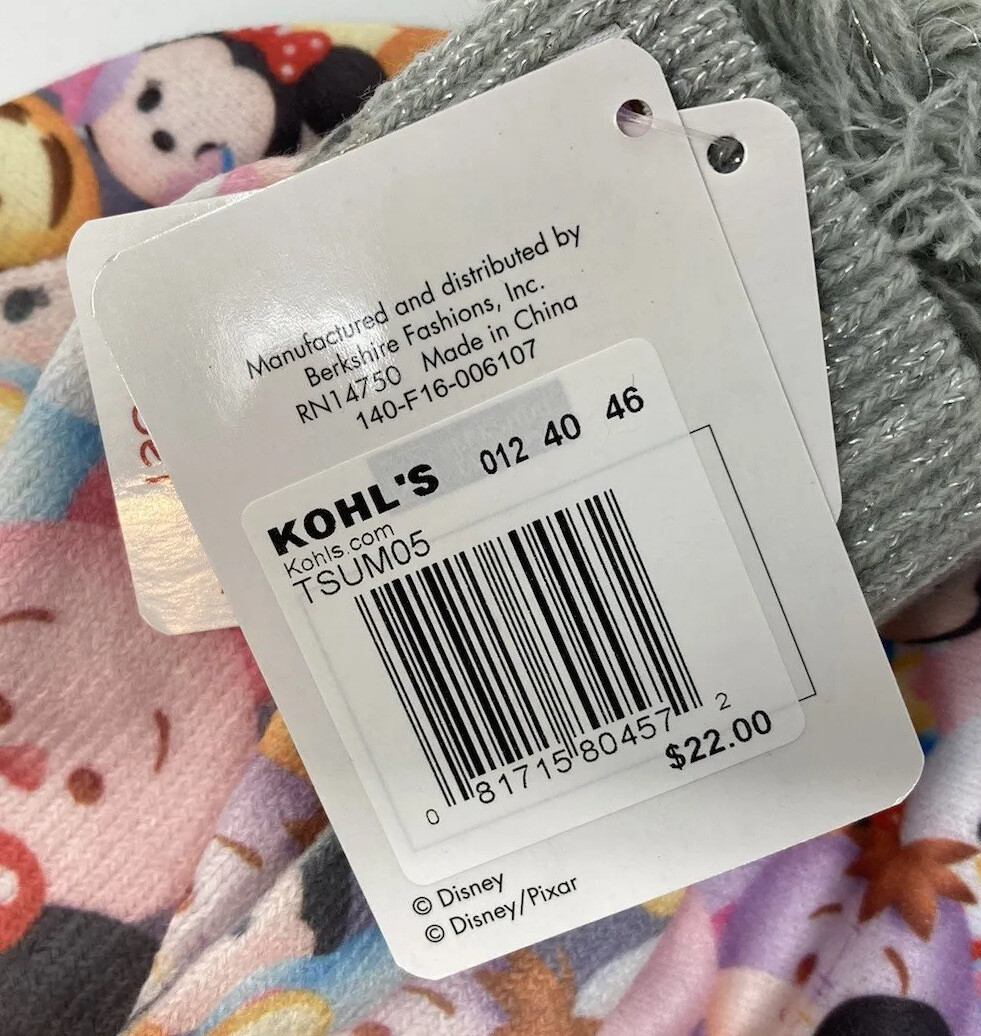 Manufactured and distributed by
Berkshire Fashions, Inc.
RN14750 Made in China
140-F16-006107
KOHL'S 012 40 46
Kohls.com
TSUM05
0 81715 80457 2
$22.00
© Disney
© Disney/Pixar